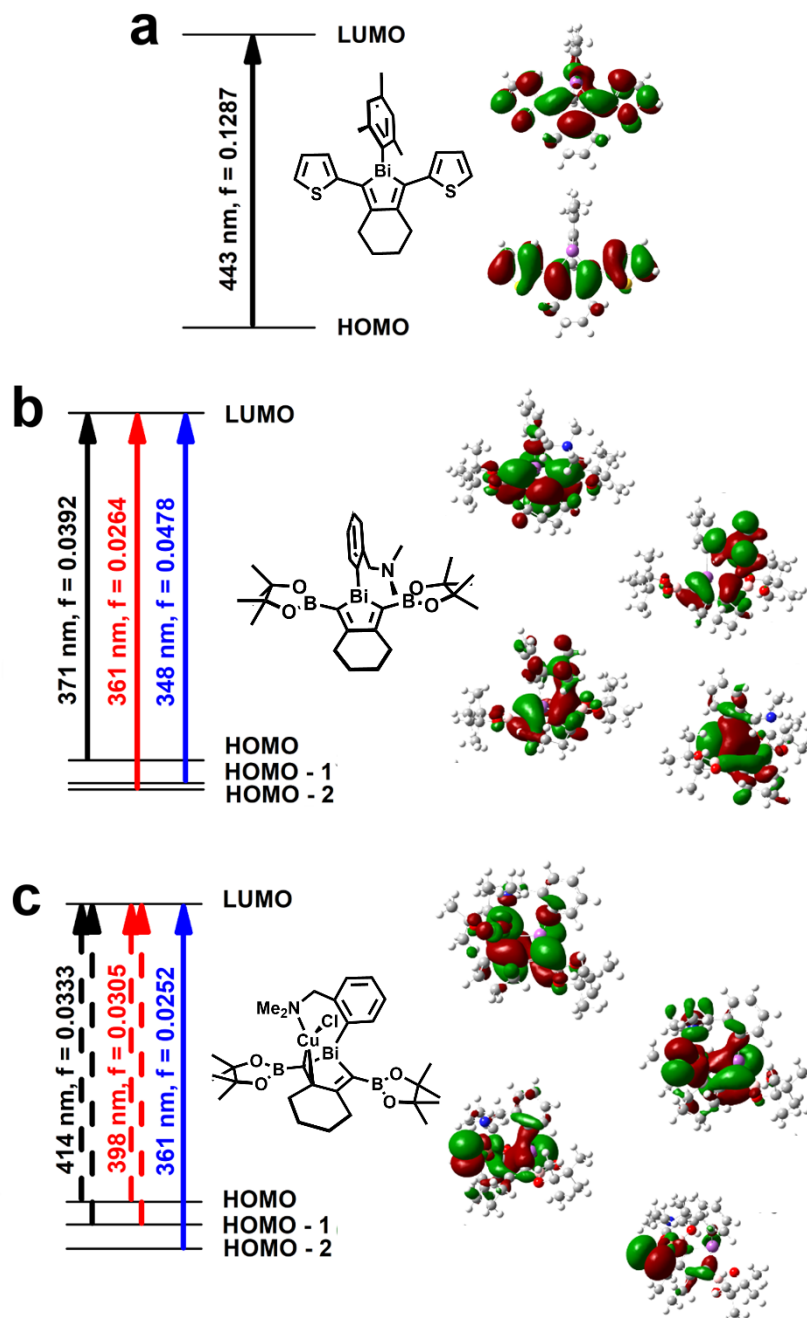 a
LUMO
443 nm, f = 0.1287
Bi
S
S
HOMO
b
LUMO
371 nm, f = 0.0392
361 nm, f = 0.0264
348 nm, f = 0.0478
N
O
B
O
Bi
B
O
O
HOMO
HOMO - 1
HOMO - 2
c
LUMO
414 nm, f = 0.0333
398 nm, f = 0.0305
361 nm, f = 0.0252
Me2N
Cl
Cu
Bi
O
B
O
B
O
O
HOMO
HOMO - 1
HOMO - 2